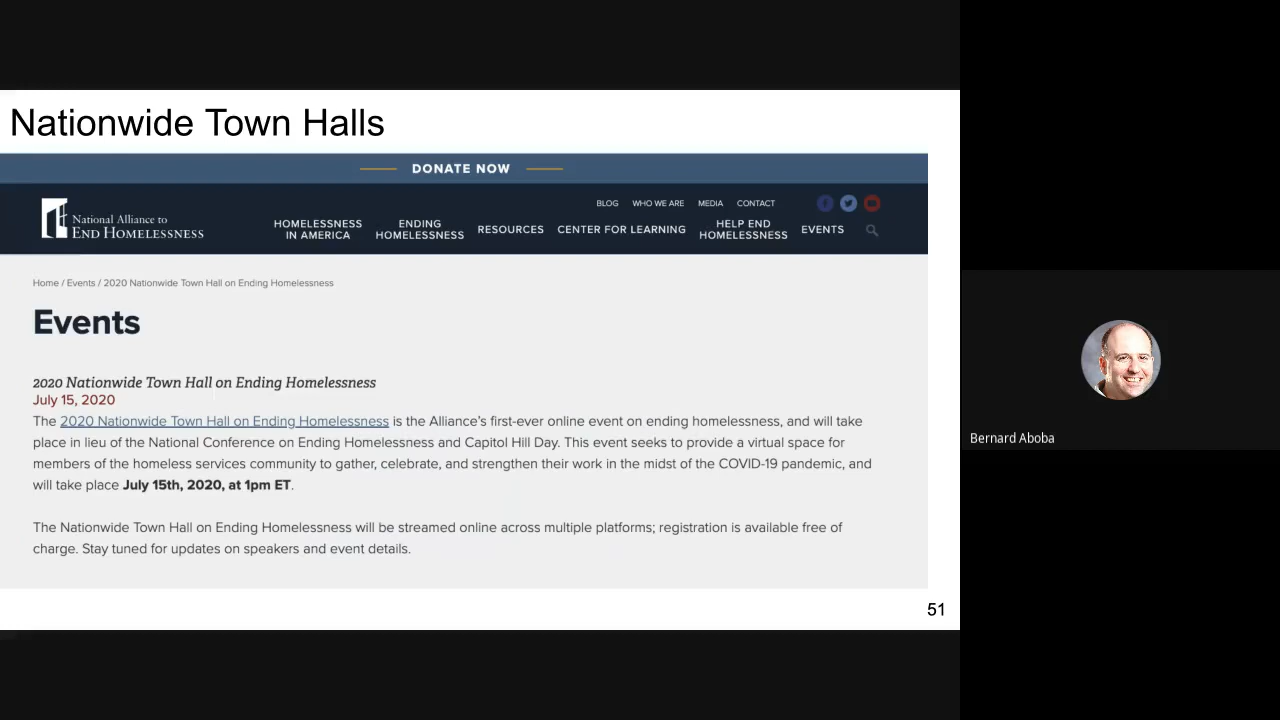 Nationwide Town Halls
DONATE NOW
BLOG WHO WE ARE MEDIA CONTACT
National Alliance to
END HOMELESSNESS
HOMELESSNESS
IN AMERICA
ENDING
HOMELESSNESS
RESOURCES
CENTER FOR LEARNING
HELP END
HOMELESSNESS
EVENTS
Home / Events / 2020 Nationwide Town Hall on Ending Homelessness
Events
2020 Nationwide Town Hall on Ending Homelessness
July 15, 2020
The 2020 Nationwide Town Hall on Ending Homelessness is the Alliance's first-ever online event on ending homelessness, and will take
place in lieu of the National Conference on Ending Homelessness and Capitol Hill Day. This event seeks to provide a virtual space for
members of the homeless services community to gather, celebrate, and strengthen their work in the midst of the COVID-19 pandemic, and
will take place July 15th, 2020, at 1pm ET.
The Nationwide Town Hall on Ending Homelessness will be streamed online across multiple platforms; registration is available free of
charge. Stay tuned for updates on speakers and event details.
51
Bernard Aboba